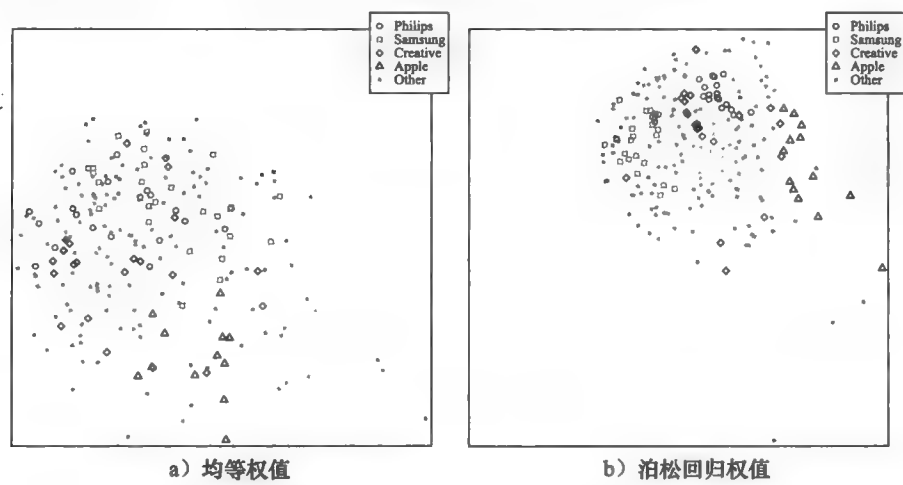 Philips
Samsung
Creative
Apple
Other
Philips
Samsung
Creative
Apple
Other
a）均等权值
b）泊松回归权值